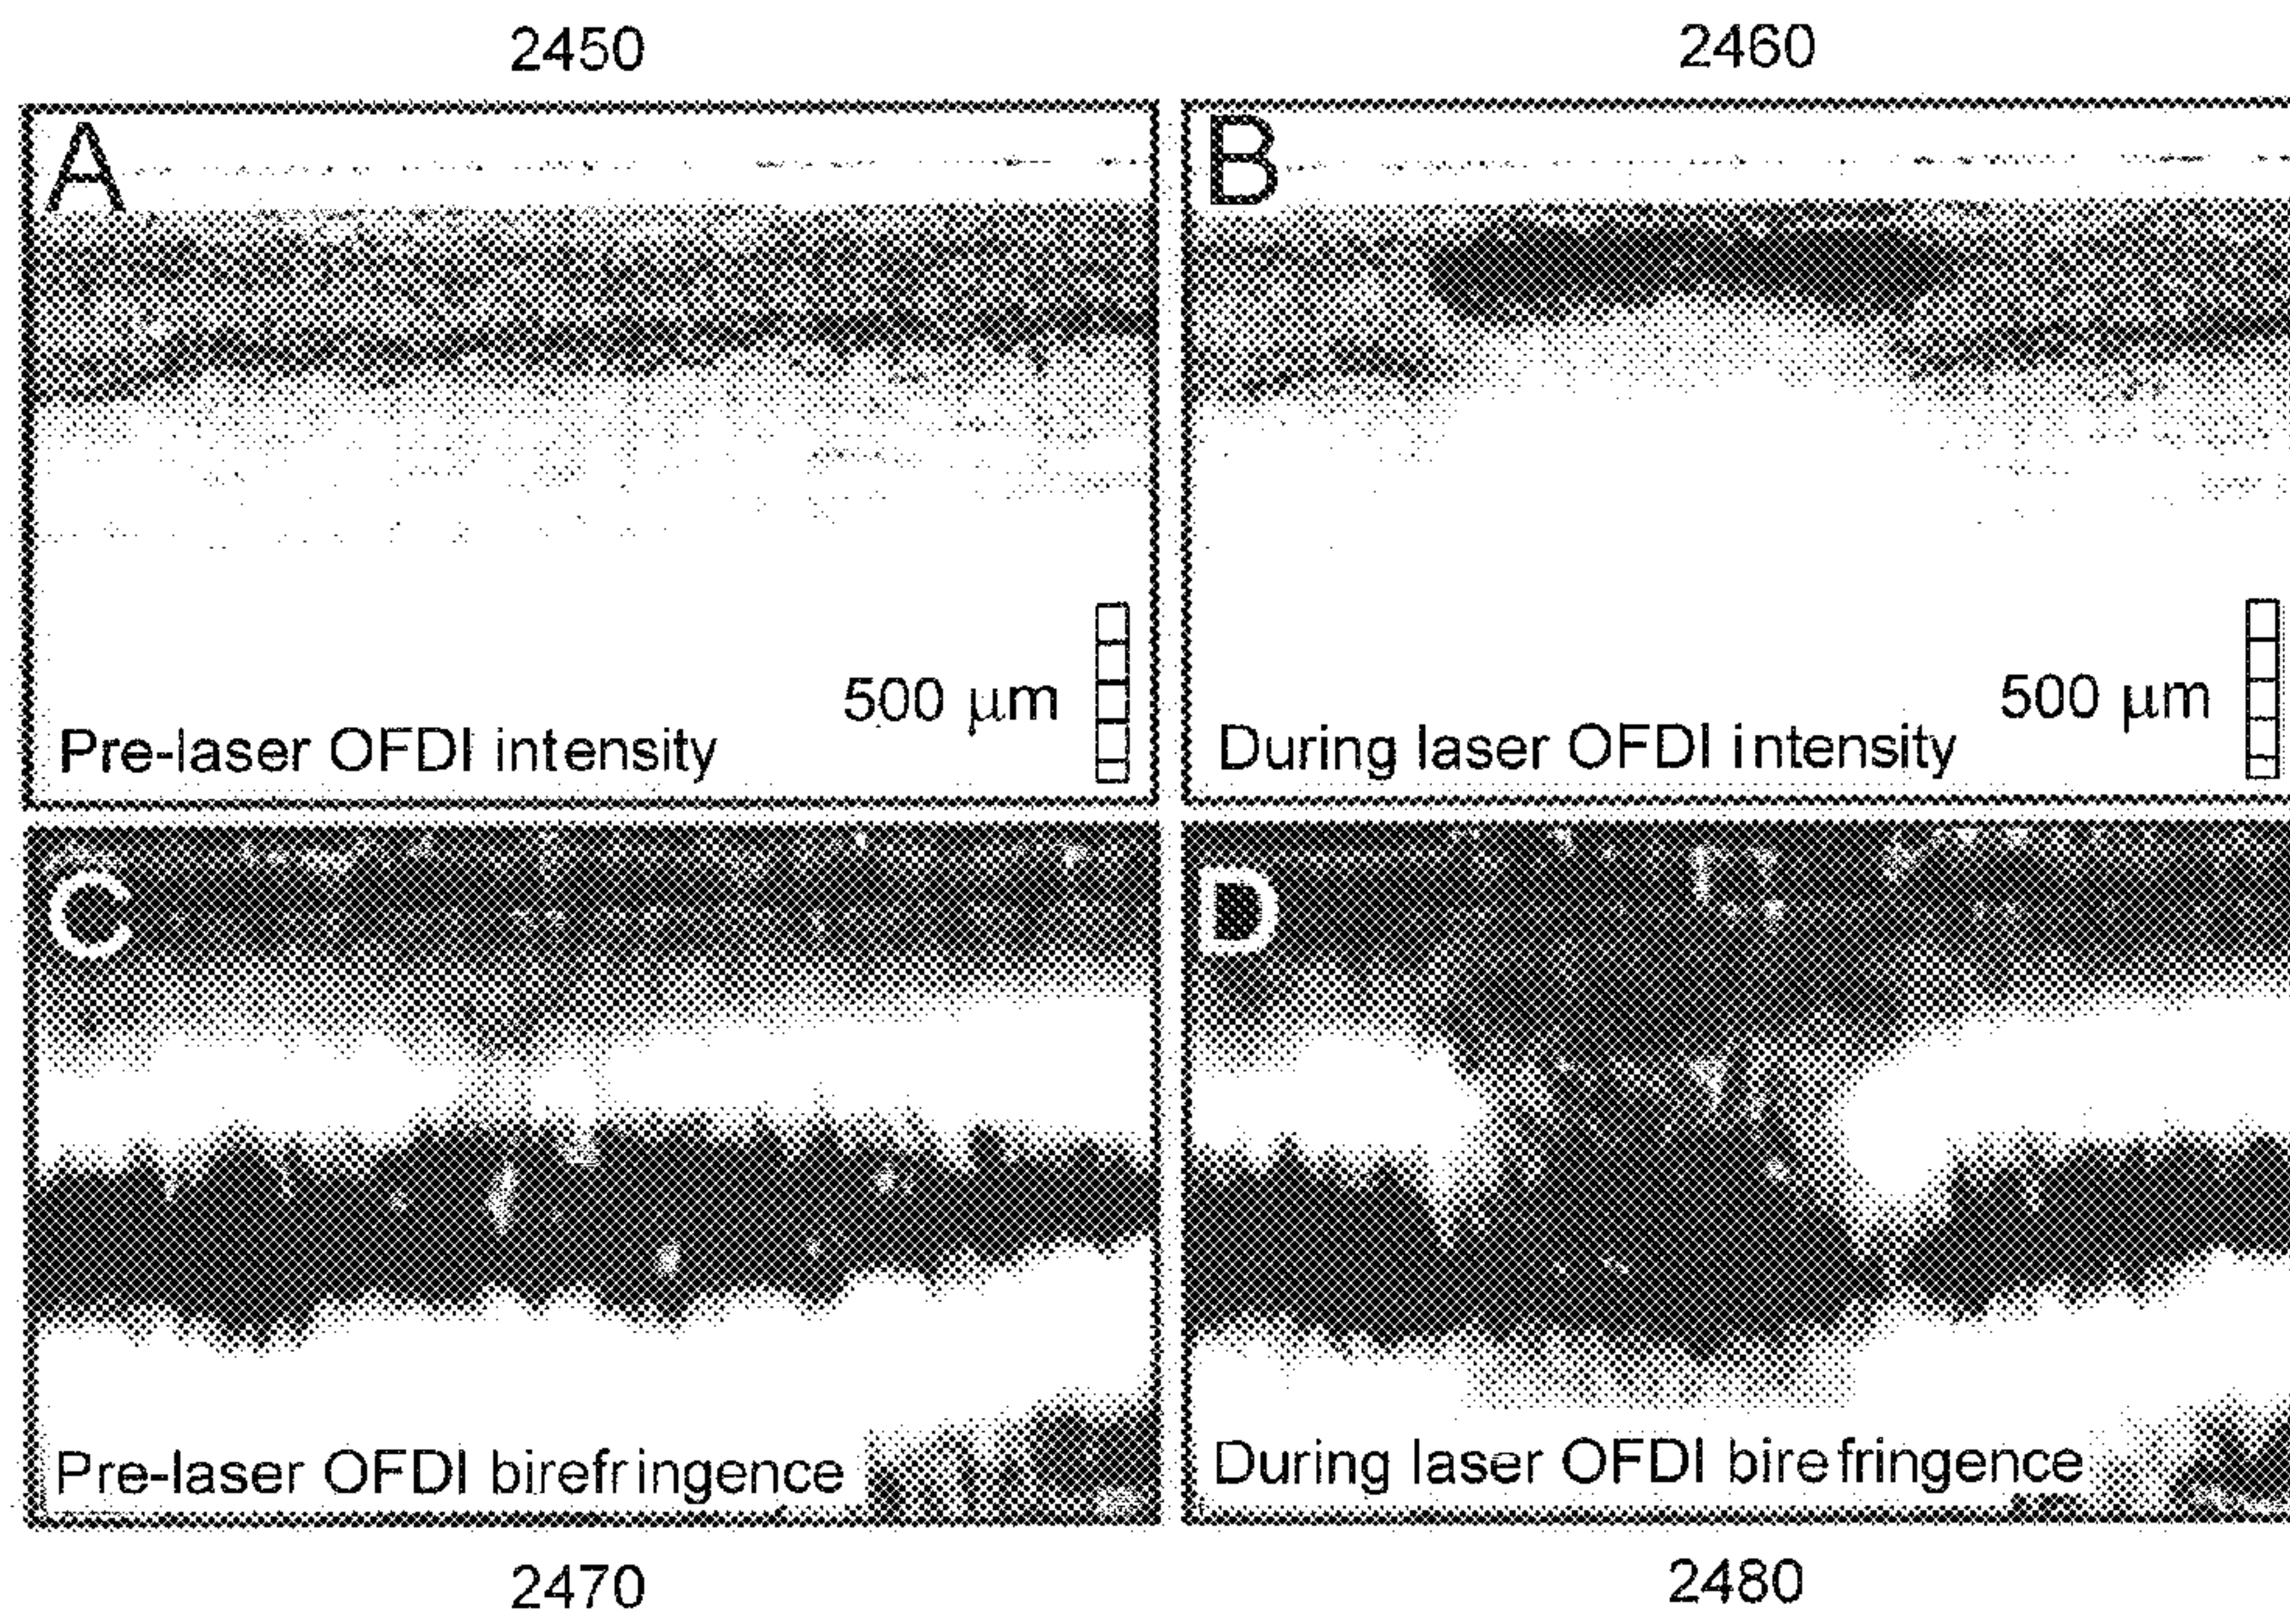 2450
2460
A
B
500 μm
500 μm
Pre-laser OFDI intensity
During laser OFDI intensity
C
D
Pre-laser OFDI birefringence
During laser OFDI birefringence
2470
2480